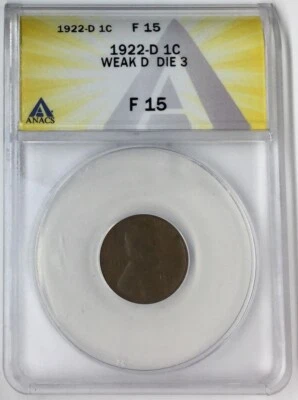 1922-D 1C F 15
1922-D 1C
WEAK D DIE 3
F 15
ANACS